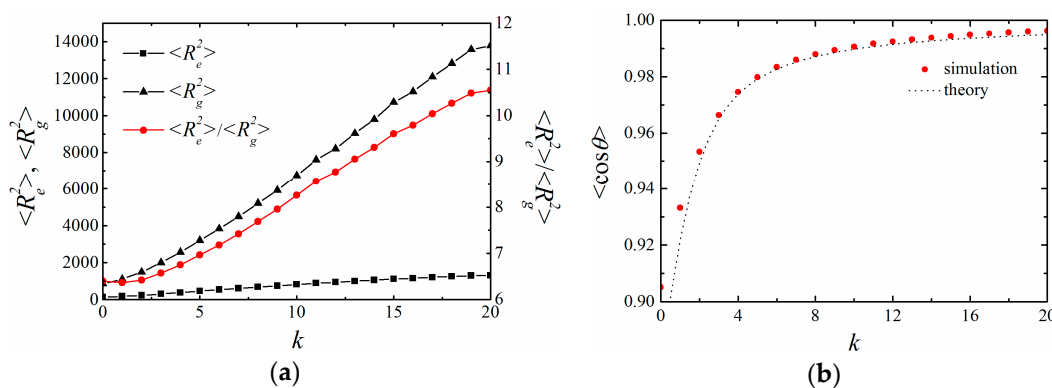 <R_e^2>, <R_g^2>
14000
12000
10000
8000
6000
4000
2000
0
<R_e^2>
<R_g^2>
<R_e^2>/<R_g^2>
12
11
10
9
8
7
6
<R_e^2>/<R_g^2>
0 5 10 15 20
k
(a)
<cosθ>
1.00
0.98
0.96
0.94
0.92
0.90
simulation
theory
0 4 8 12 16 20
k
(b)